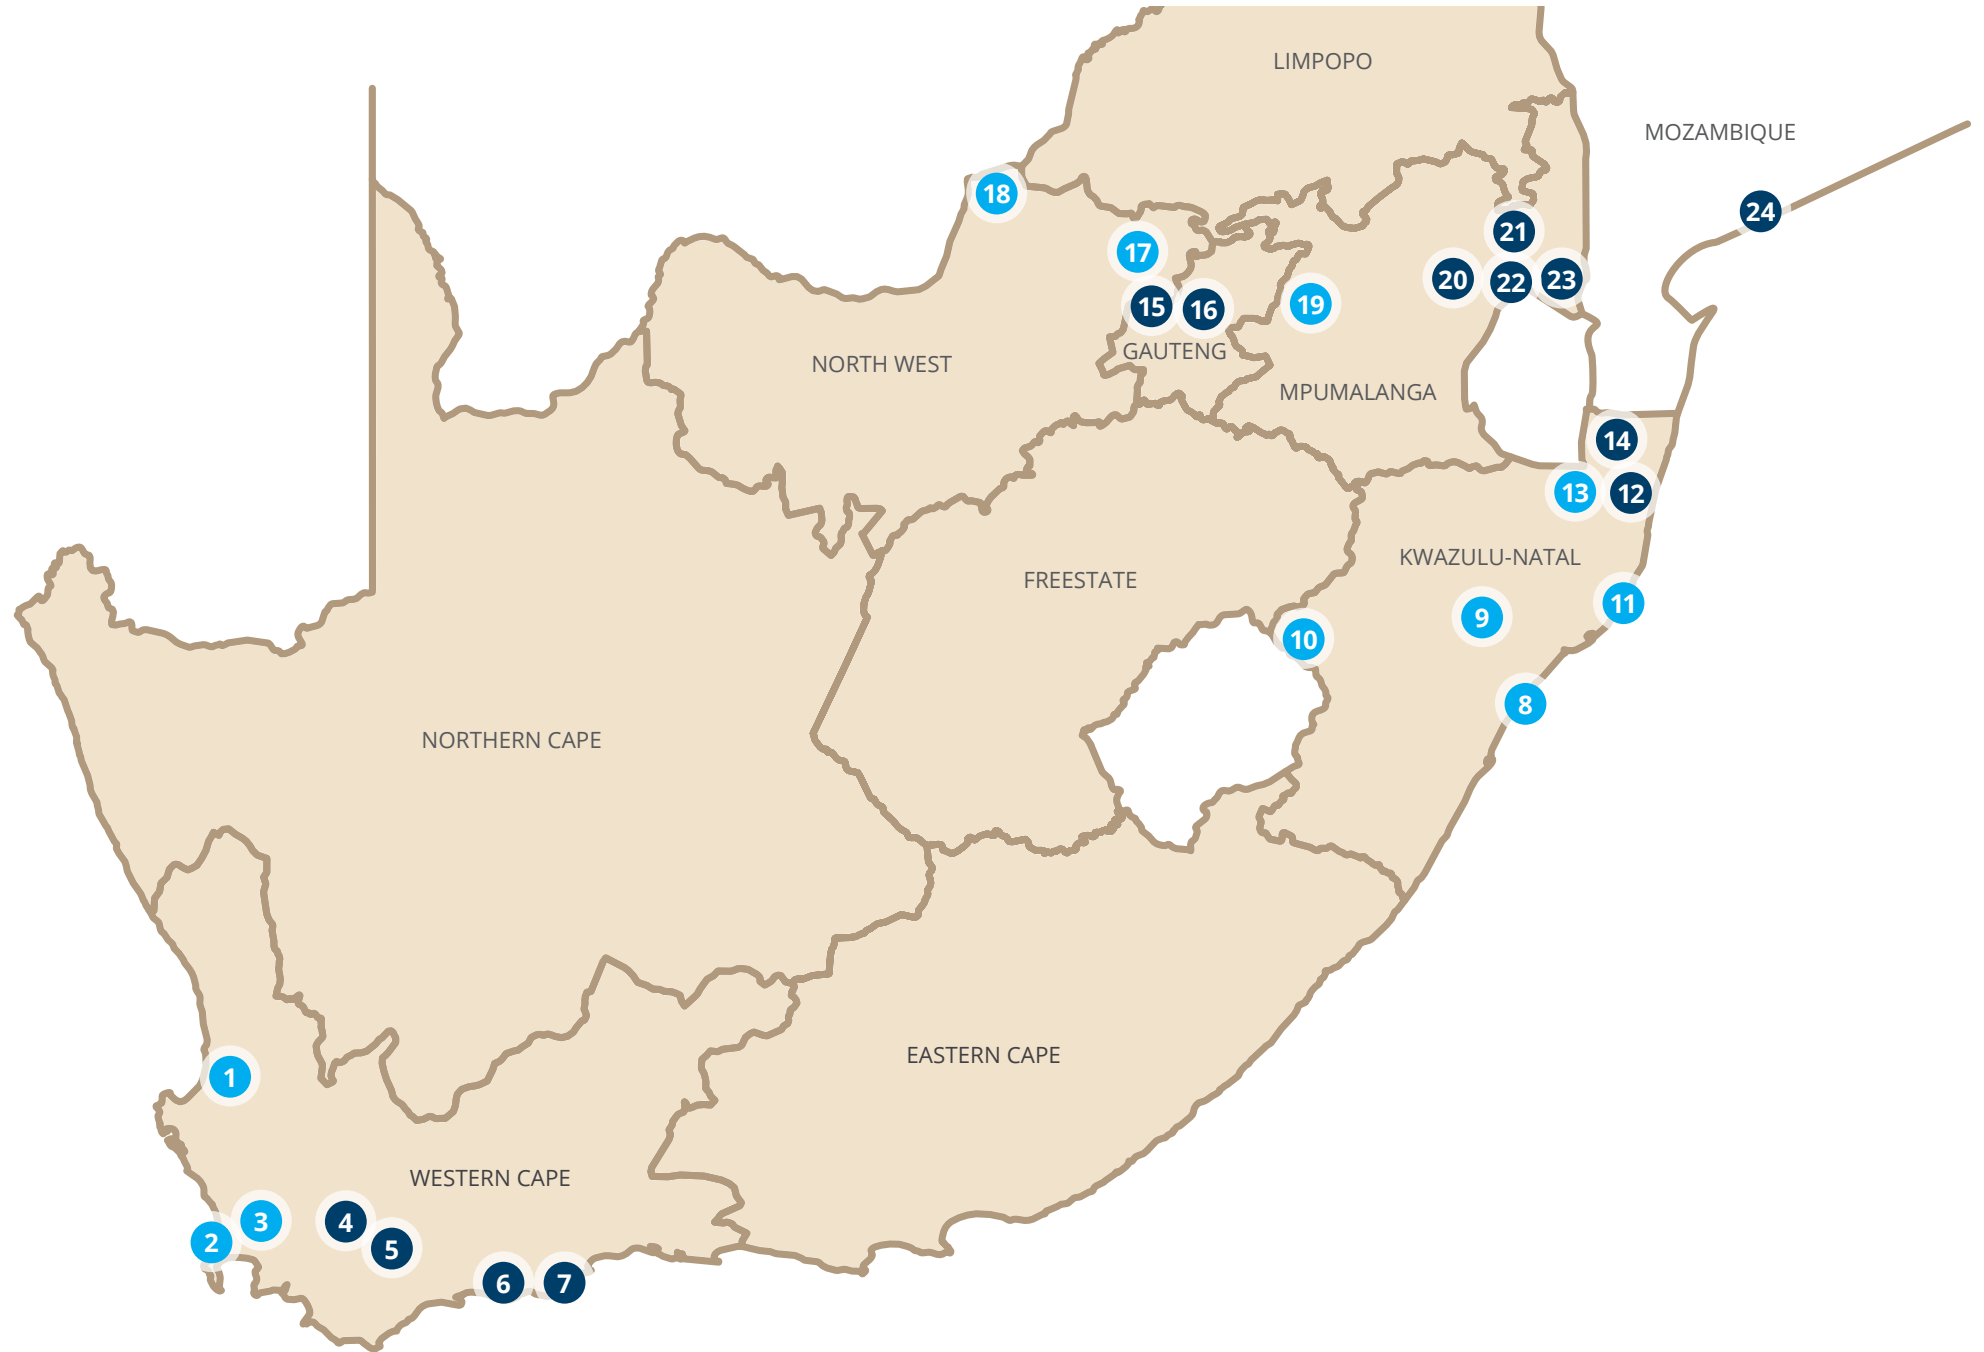 LIMPOPO
MOZAMBIQUE
18
24
21
17
20
22
23
15
16
19
GAUTENG
NORTH WEST
MPUMALANGA
14
13
12
KWAZULU-NATAL
FREESTATE
11
9
10
8
NORTHERN CAPE
EASTERN CAPE
1
WESTERN CAPE
3
4
2
5
6
7